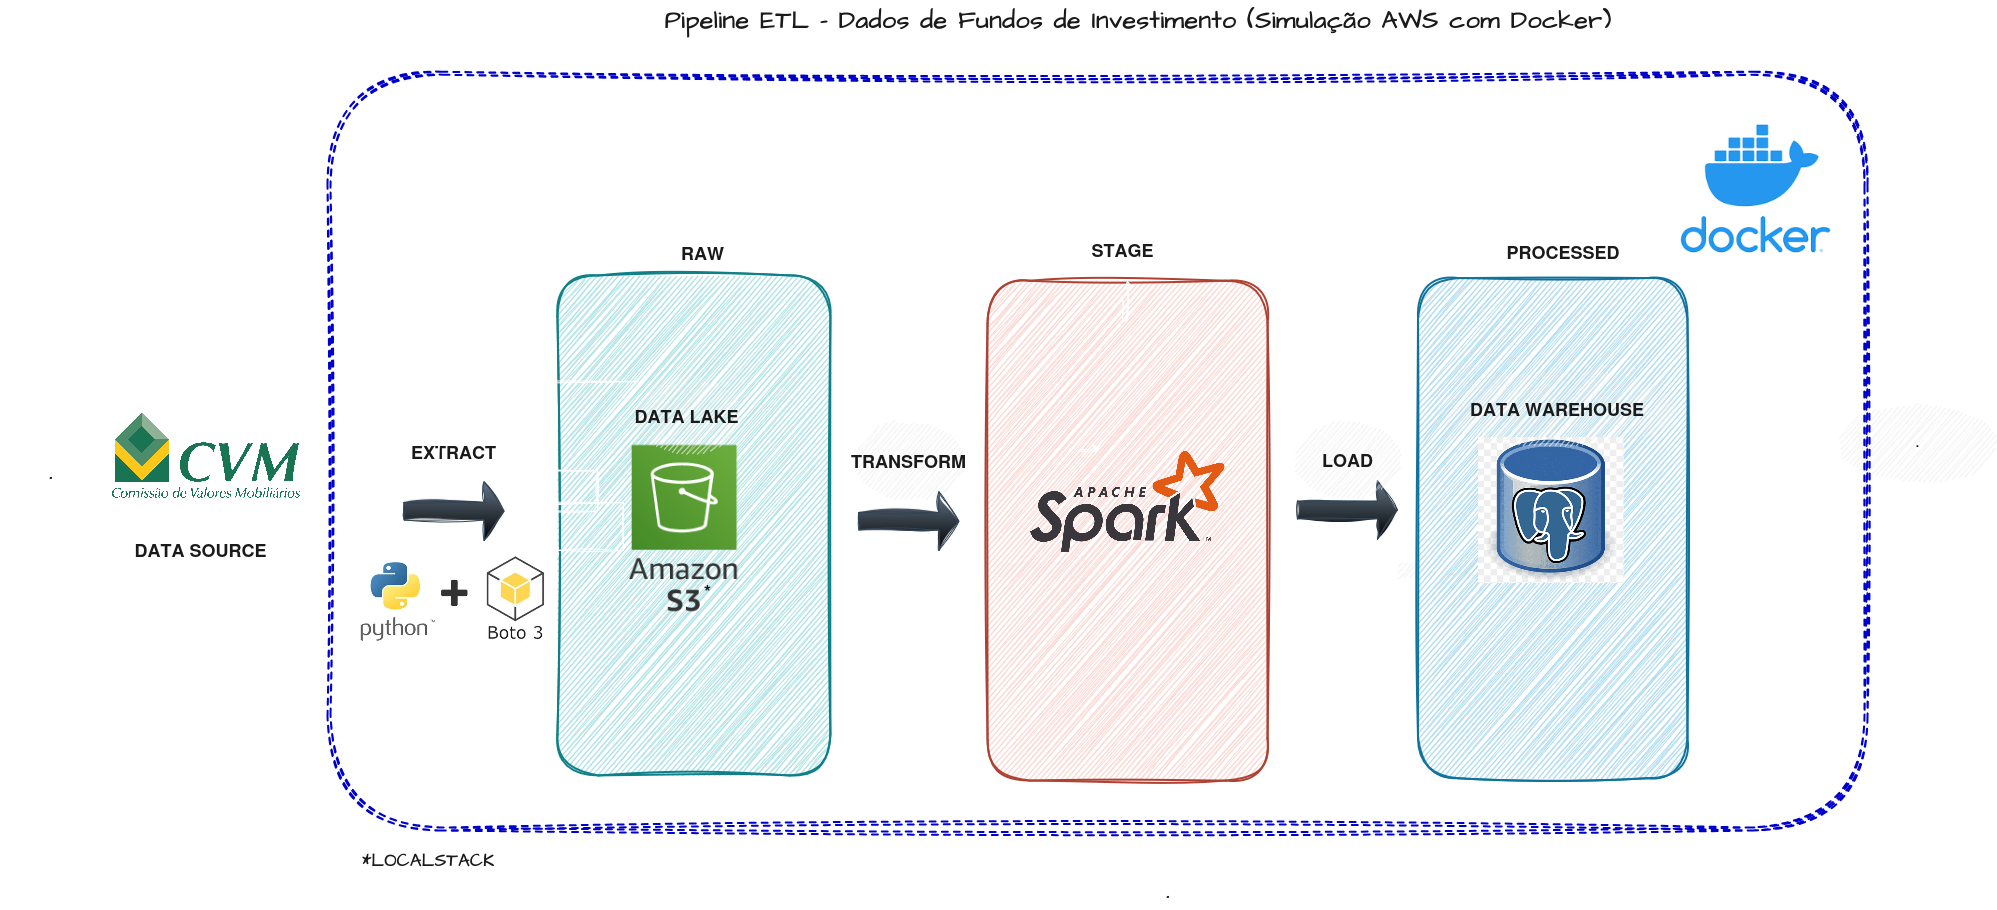 Pipeline ETL - Dados de Fundos de Investimento (Simulação AWS com Docker)
docker
RAW
STAGE
PROCESSED
CVM
Comissão de Valores Mobiliários
DATA SOURCE
EXTRACT
python™
+
Boto 3
DATA LAKE
Amazon
S3*
TRANSFORM
APACHE
Spark™
LOAD
DATA WAREHOUSE
*LOCALSTACK